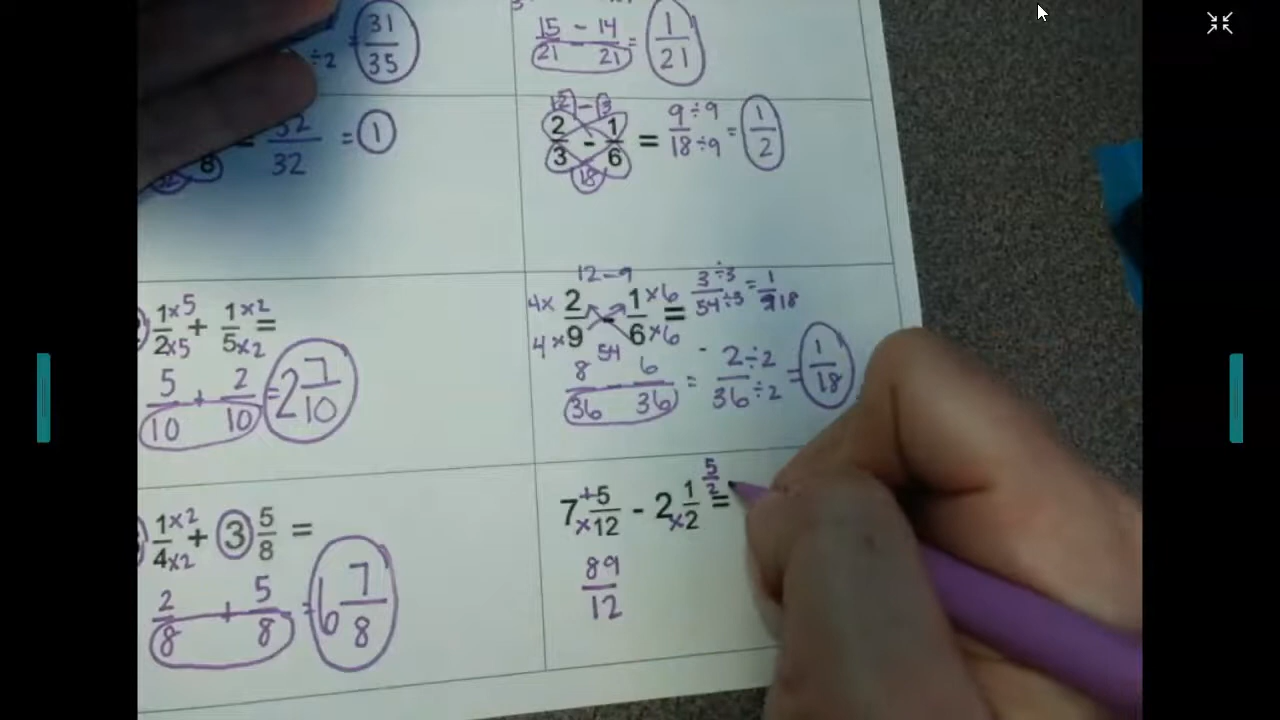 ÷2 = 31/35
15/21 - 14/21 = 1/21
8 = 32/32 = 1
12 - 3
2/3 - 1/6 = 9÷9/18÷9 = 1/2
18
1×5/2×5 + 1×2/5×2 =
5/10 + 2/10 = 2 7/10
12 - 9
4× 2/9 - 1/6 ×6 = 3÷3/54÷3 = 1/18
4× ×6
54
8/36 - 6/36 = 2÷2/36÷2 = 1/18
1×2/4×2 + 3 5/8 =
2/8 + 5/8 = 6 7/8
7 + 5/12 - 2 1/2 = 5/2
× ×
89/12